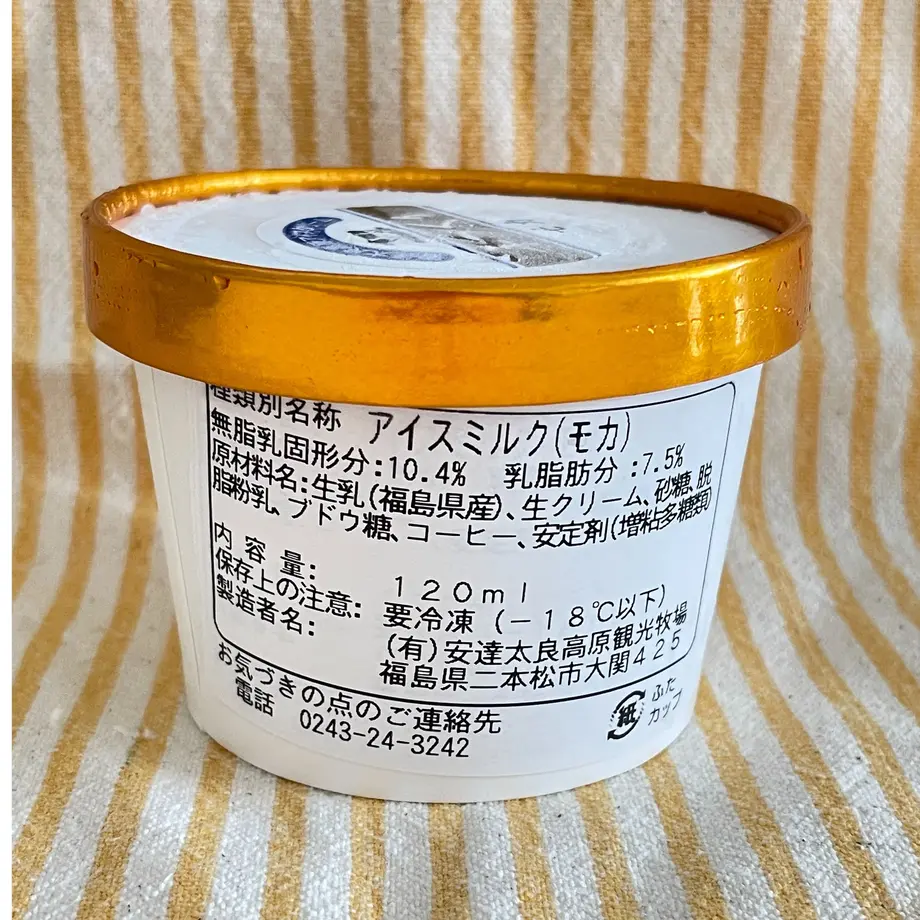 種類別名称 アイスミルク(モカ)
無脂乳固形分:10.4% 乳脂肪分:7.5%
原材料名:生乳(福島県産)、生クリーム、砂糖、脱
脂粉乳、ブドウ糖、コーヒー、安定剤(増粘多糖類)
内容量: 120ml
保存上の注意: 要冷凍(-18℃以下)
製造者名: (有)安達太良高原観光牧場
福島県二本松市大関425
お気づきの点のご連絡先
電話 0243-24-3242
紙 ふた
カップ